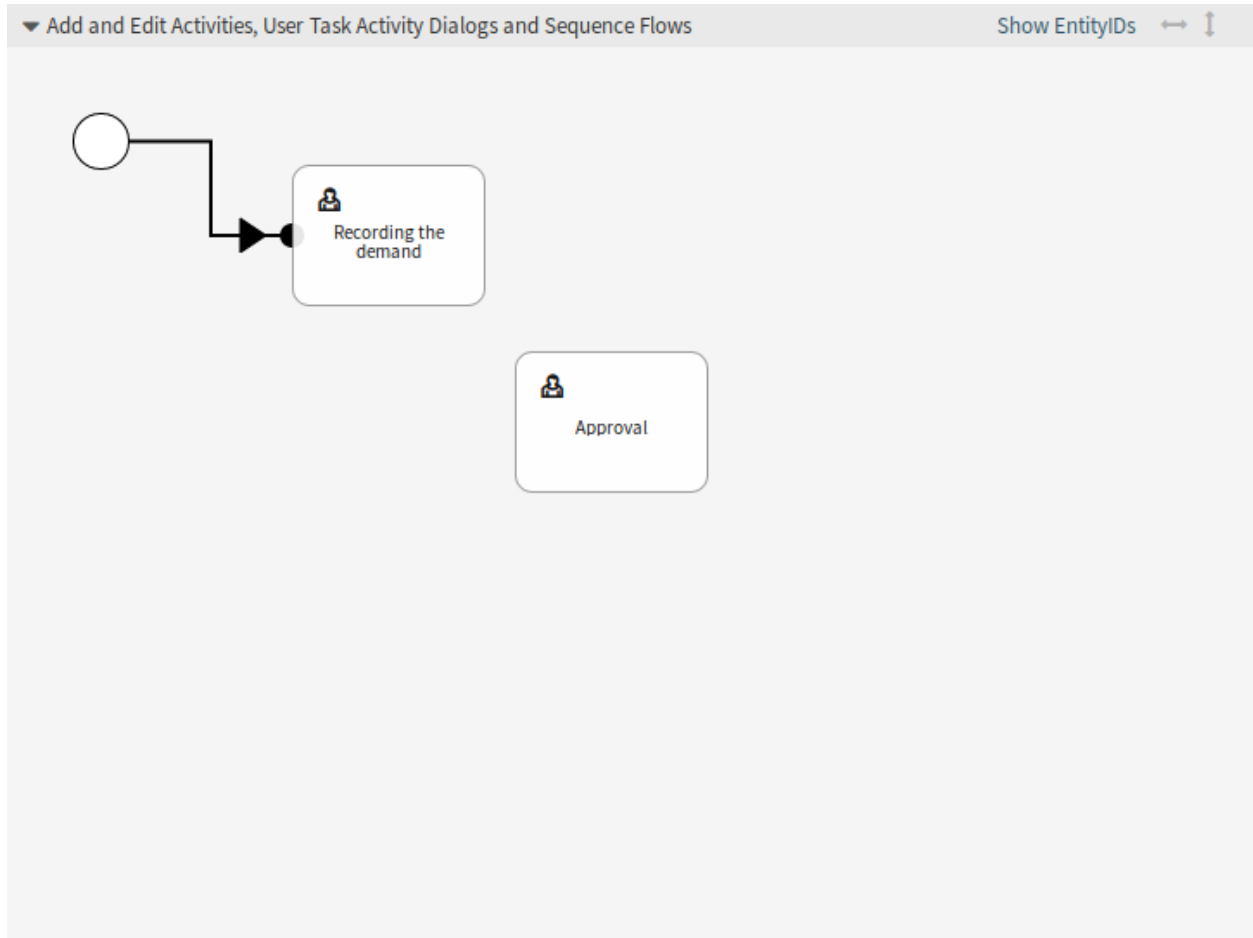 Add and Edit Activities, User Task Activity Dialogs and Sequence Flows
Show EntityIDs
Recording the
demand
Approval